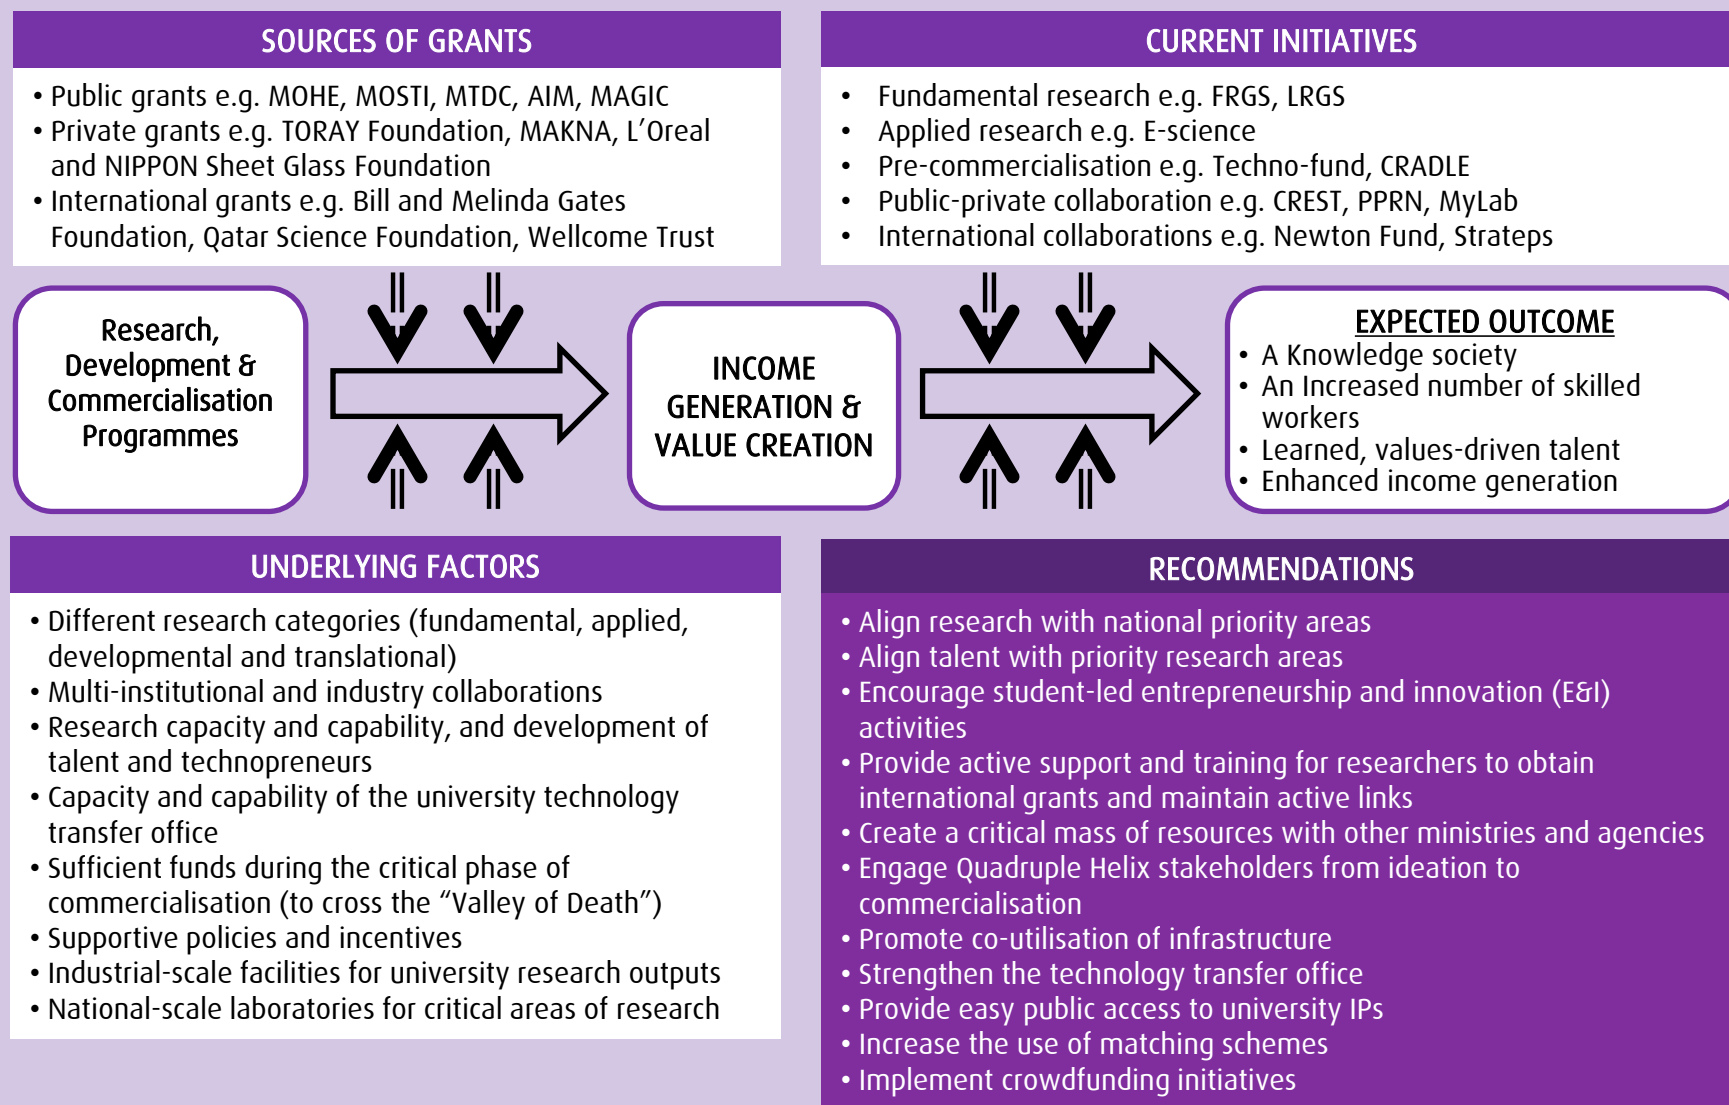 SOURCES OF GRANTS
• Public grants e.g. MOHE, MOSTI, MTDC, AIM, MAGIC
• Private grants e.g. TORAY Foundation, MAKNA, L'Oreal
and NIPPON Sheet Glass Foundation
• International grants e.g. Bill and Melinda Gates
Foundation, Qatar Science Foundation, Wellcome Trust
CURRENT INITIATIVES
• Fundamental research e.g. FRGS, LRGS
• Applied research e.g. E-science
• Pre-commercialisation e.g. Techno-fund, CRADLE
• Public-private collaboration e.g. CREST, PPRN, MyLab
• International collaborations e.g. Newton Fund, Strateps
Research,
Development &
Commercialisation
Programmes
INCOME
GENERATION &
VALUE CREATION
EXPECTED OUTCOME
• A Knowledge society
• An Increased number of skilled
workers
• Learned, values-driven talent
• Enhanced income generation
UNDERLYING FACTORS
• Different research categories (fundamental, applied,
developmental and translational)
• Multi-institutional and industry collaborations
• Research capacity and capability, and development of
talent and technopreneurs
• Capacity and capability of the university technology
transfer office
• Sufficient funds during the critical phase of
commercialisation (to cross the “Valley of Death”)
• Supportive policies and incentives
• Industrial-scale facilities for university research outputs
• National-scale laboratories for critical areas of research
RECOMMENDATIONS
• Align research with national priority areas
• Align talent with priority research areas
• Encourage student-led entrepreneurship and innovation (E&I)
activities
• Provide active support and training for researchers to obtain
international grants and maintain active links
• Create a critical mass of resources with other ministries and agencies
• Engage Quadruple Helix stakeholders from ideation to
commercialisation
• Promote co-utilisation of infrastructure
• Strengthen the technology transfer office
• Provide easy public access to university IPs
• Increase the use of matching schemes
• Implement crowdfunding initiatives